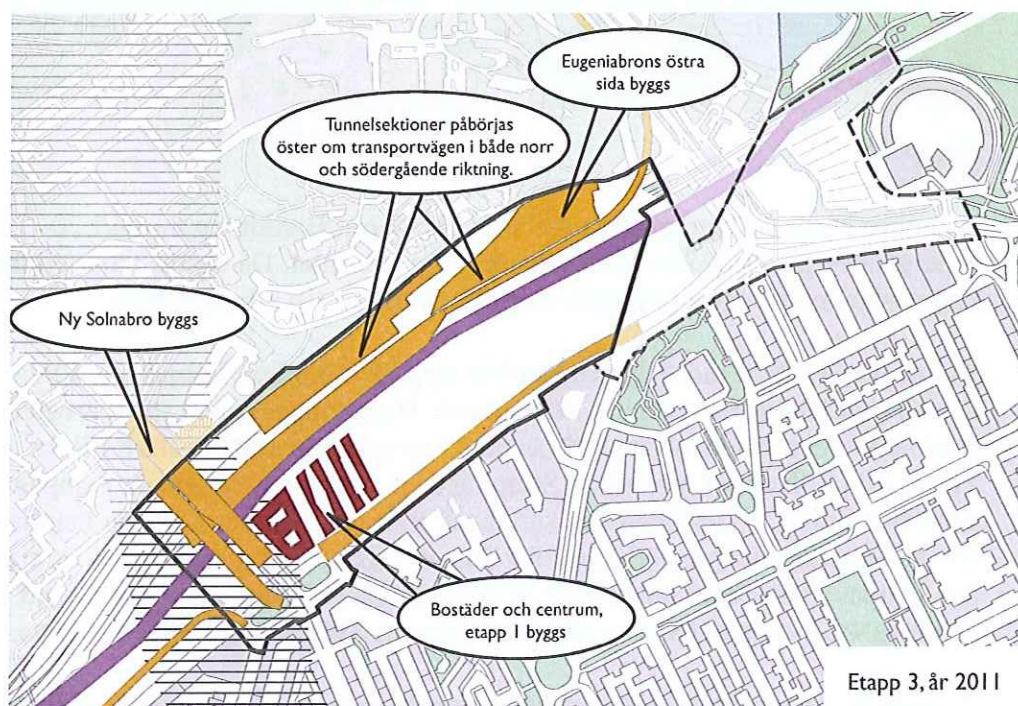 Eugeniabrons östra
sida byggs
Tunnelsektioner påbörjas
öster om transportvägen i både norr
och södergående riktning.
Ny Solnabro byggs
Bostäder och centrum,
etapp 1 byggs
Etapp 3, år 2011